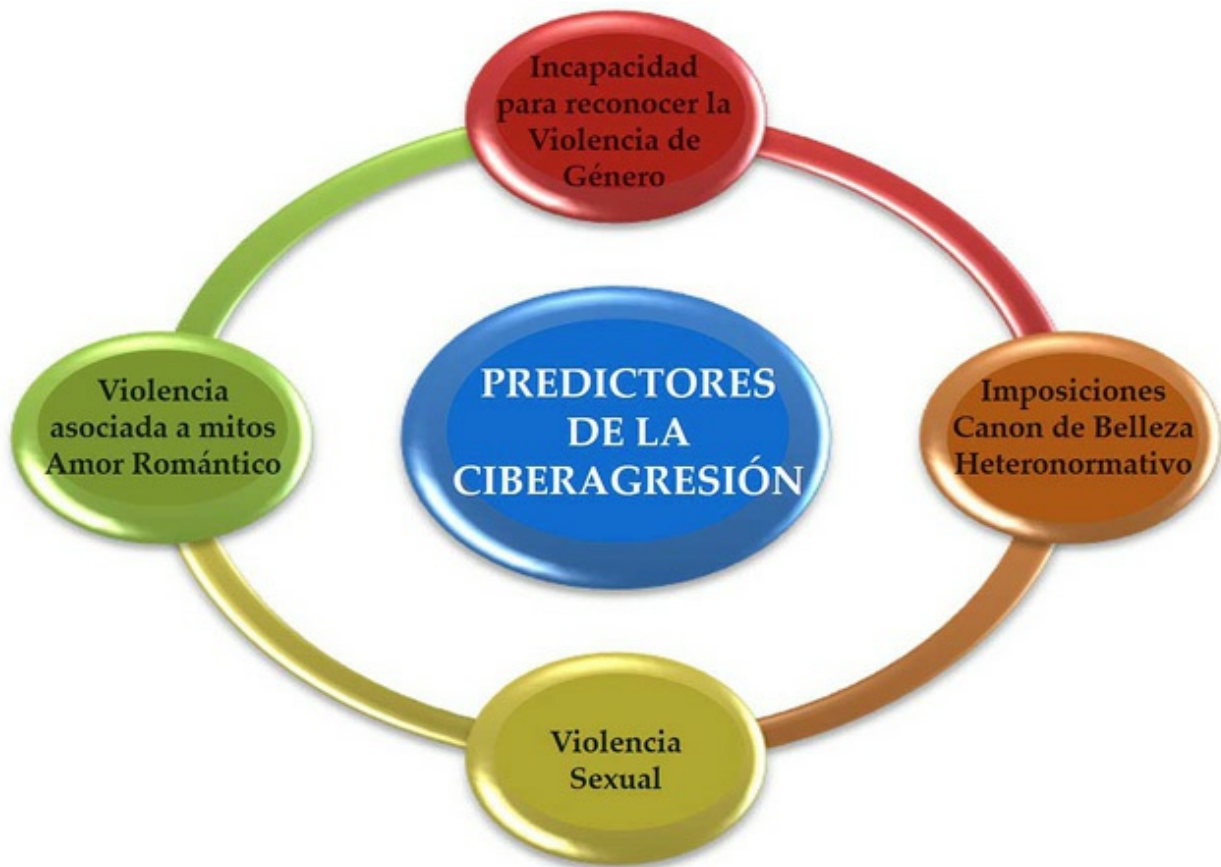 Incapacidad
para reconocer la
Violencia de
Género
Violencia
asociada a mitos
Amor Romántico
PREDICTORES
DE LA
CIBERAGRESIÓN
Imposiciones
Canon de Belleza
Heteronormativo
Violencia
Sexual